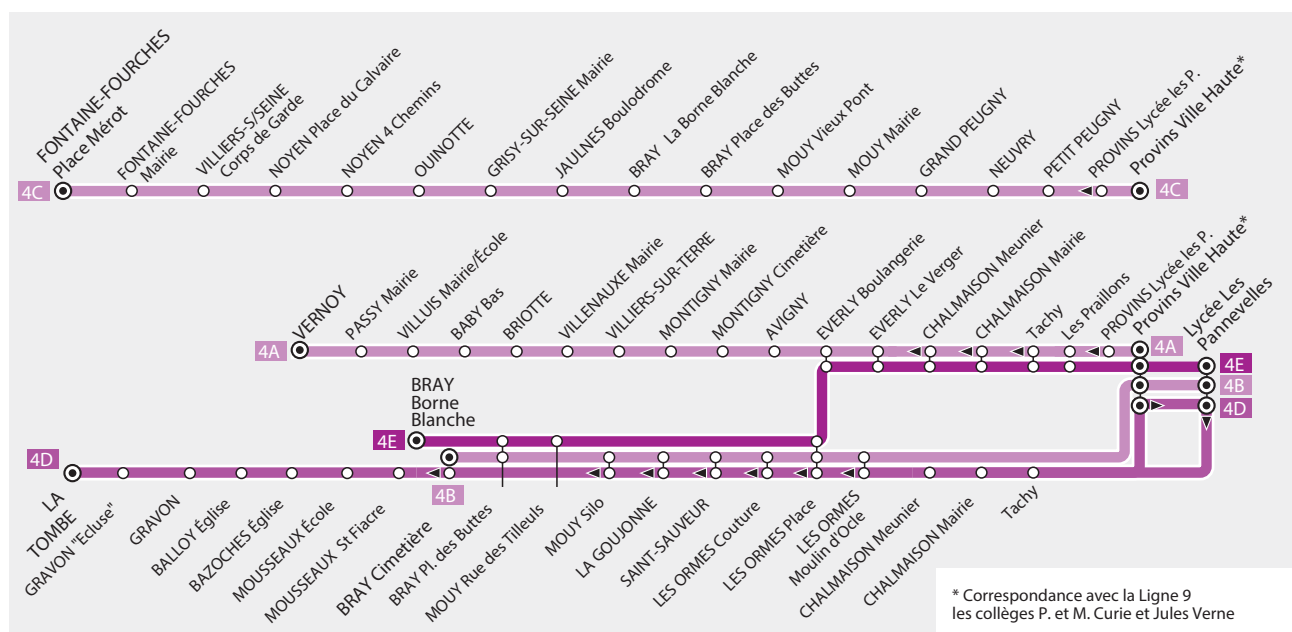 FONTAINE-FOURCHES
Place Mérot
FONTAINE-FOURCHES
Mairie
VILLIERS-S/SEINE
Corps de Garde
NOYEN Place du Calvaire
NOYEN 4 Chemins
OUINOTTE
GRISY-SUR-SEINE Mairie
JAULNES Boulodrome
BRAY La Borne Blanche
BRAY Place des Buttes
MOUY Vieux Pont
MOUY Mairie
GRAND PEUGNY
NEUVRY
PETIT PEUGNY
PROVINS Lycée les P.
Provins Ville Haute*
4C
4C
VERNOY
PASSY Mairie
VILLUIS Mairie/École
BABY Bas
BRIOTTE
VILLENAUXE Mairie
VILLIERS-SUR-TERRE
MONTIGNY Mairie
MONTIGNY Cimetière
AVIGNY
EVERLY Boulangerie
EVERLY Le Verger
CHALMAISON Meunier
CHALMAISON Mairie
Tachy
Les Praillons
PROVINS Lycée les P.
Provins Ville Haute*
Lycée Les
Pannevelles
4A
4A
4E
4B
4D
BRAY
Borne
Blanche
4E
4D
4B
LA
TOMBE
GRAVON "Ecluse"
GRAVON
BALLOY Église
BAZOCHES Église
MOUSSEAUX École
MOUSSEAUX St Fiacre
BRAY Cimetière
BRAY Pl. des Buttes
MOUY Rue des Tilleuls
MOUY Silo
LA GOUJONNE
SAINT-SAUVEUR
LES ORMES Couture
LES ORMES Place
LES ORMES
Moulin d'Ocle
CHALMAISON Meunier
CHALMAISON Mairie
Tachy
* Correspondance avec la Ligne 9
les collèges P. et M. Curie et Jules Verne